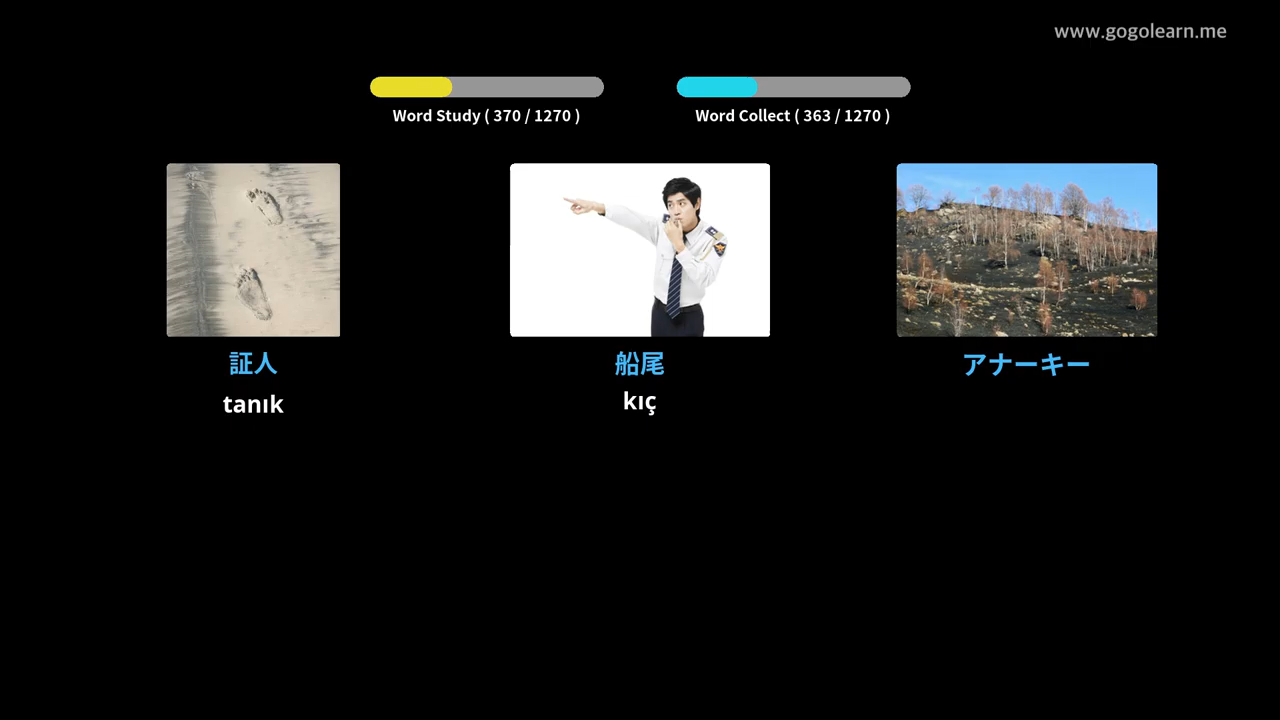 www.gogolearn.me
Word Study ( 370 / 1270 )
Word Collect ( 363 / 1270 )
証人
船尾
アナーキー
tanık
kıç